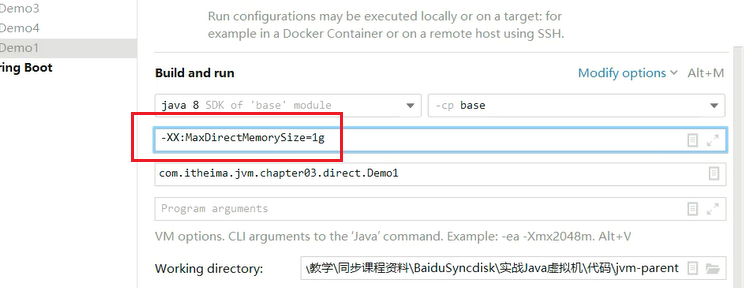 Demo3
Demo4
Demo1
ring Boot
Run configurations may be executed locally or on a target: for
example in a Docker Container or on a remote host using SSH.
Build and run
Modify options Alt+M
java 8 SDK of 'base' module
-cp base
-XX:MaxDirectMemorySize=1g
com.itheima.jvm.chapter03.direct.Demo1
Program arguments
VM options. CLI arguments to the 'Java' command. Example: -ea -Xmx2048m. Alt+V
Working directory:
\教学\同步课程资料\BaiduSyncdisk\实战Java虚拟机\代码\jvm-parent